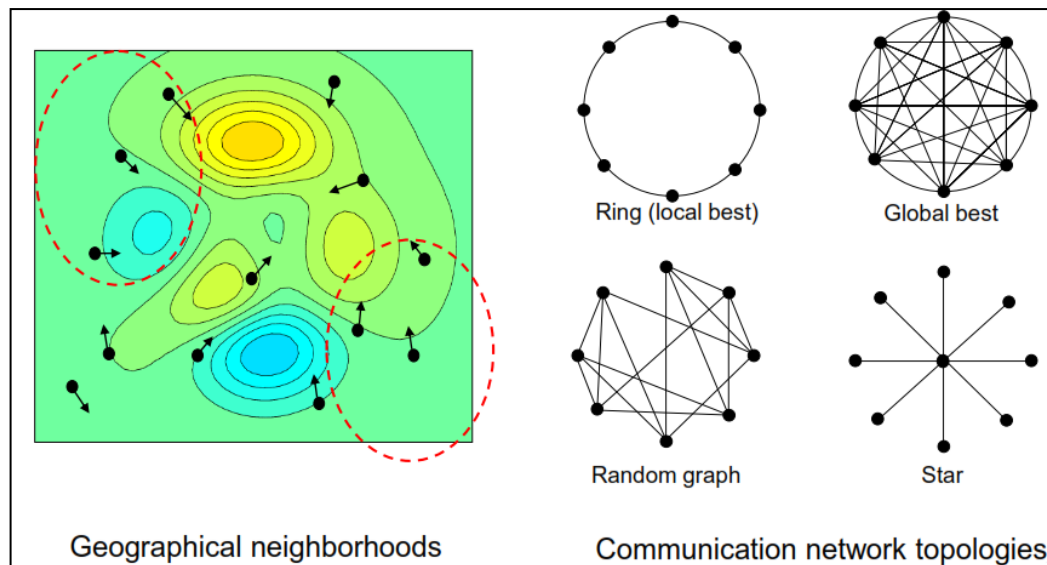 Ring (local best)
Global best
Random graph
Star
Geographical neighborhoods
Communication network topologies